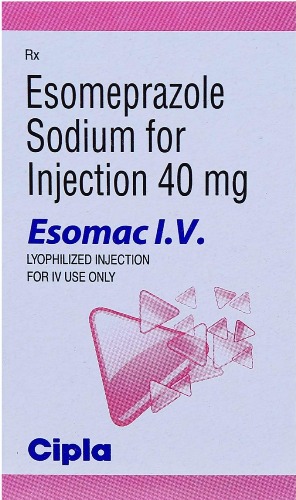 Rx
Esomeprazole
Sodium for
Injection 40 mg
Esomac I.V.
LYOPHILIZED INJECTION
FOR IV USE ONLY
Cipla